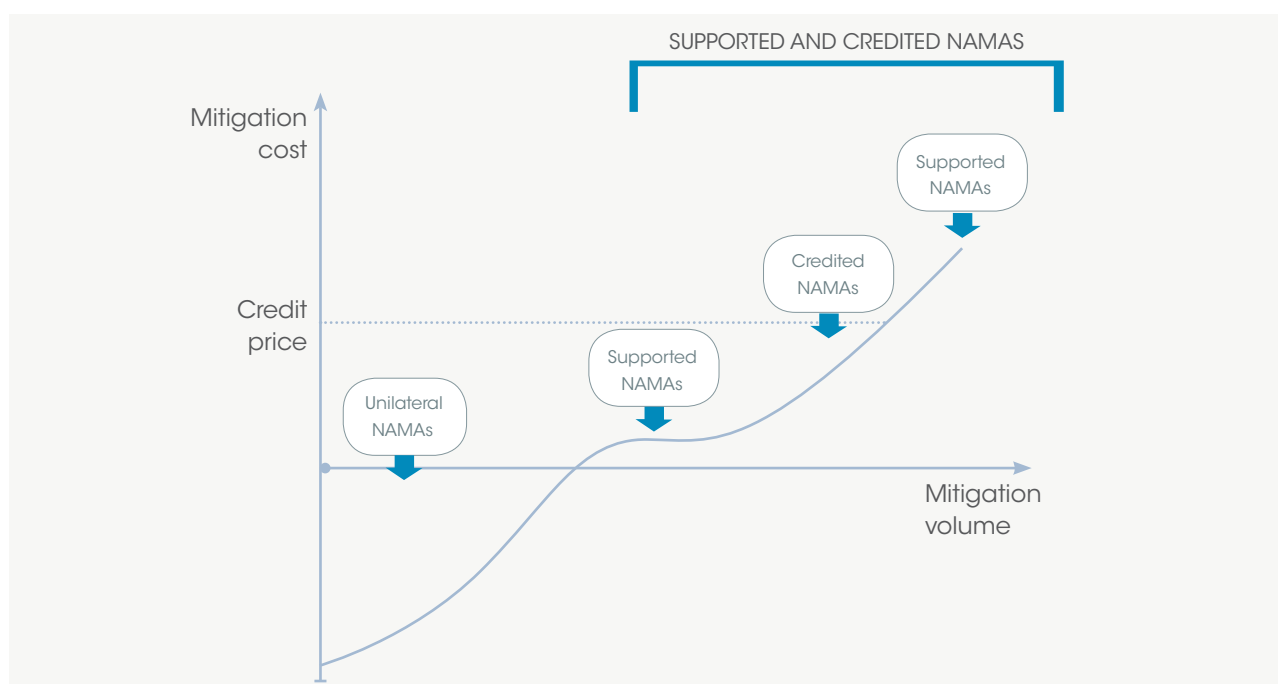 SUPPORTED AND CREDITED NAMAS
Mitigation
cost
Supported
NAMAs
Credited
NAMAs
Credit
price
Supported
NAMAs
Unilateral
NAMAs
Mitigation
volume